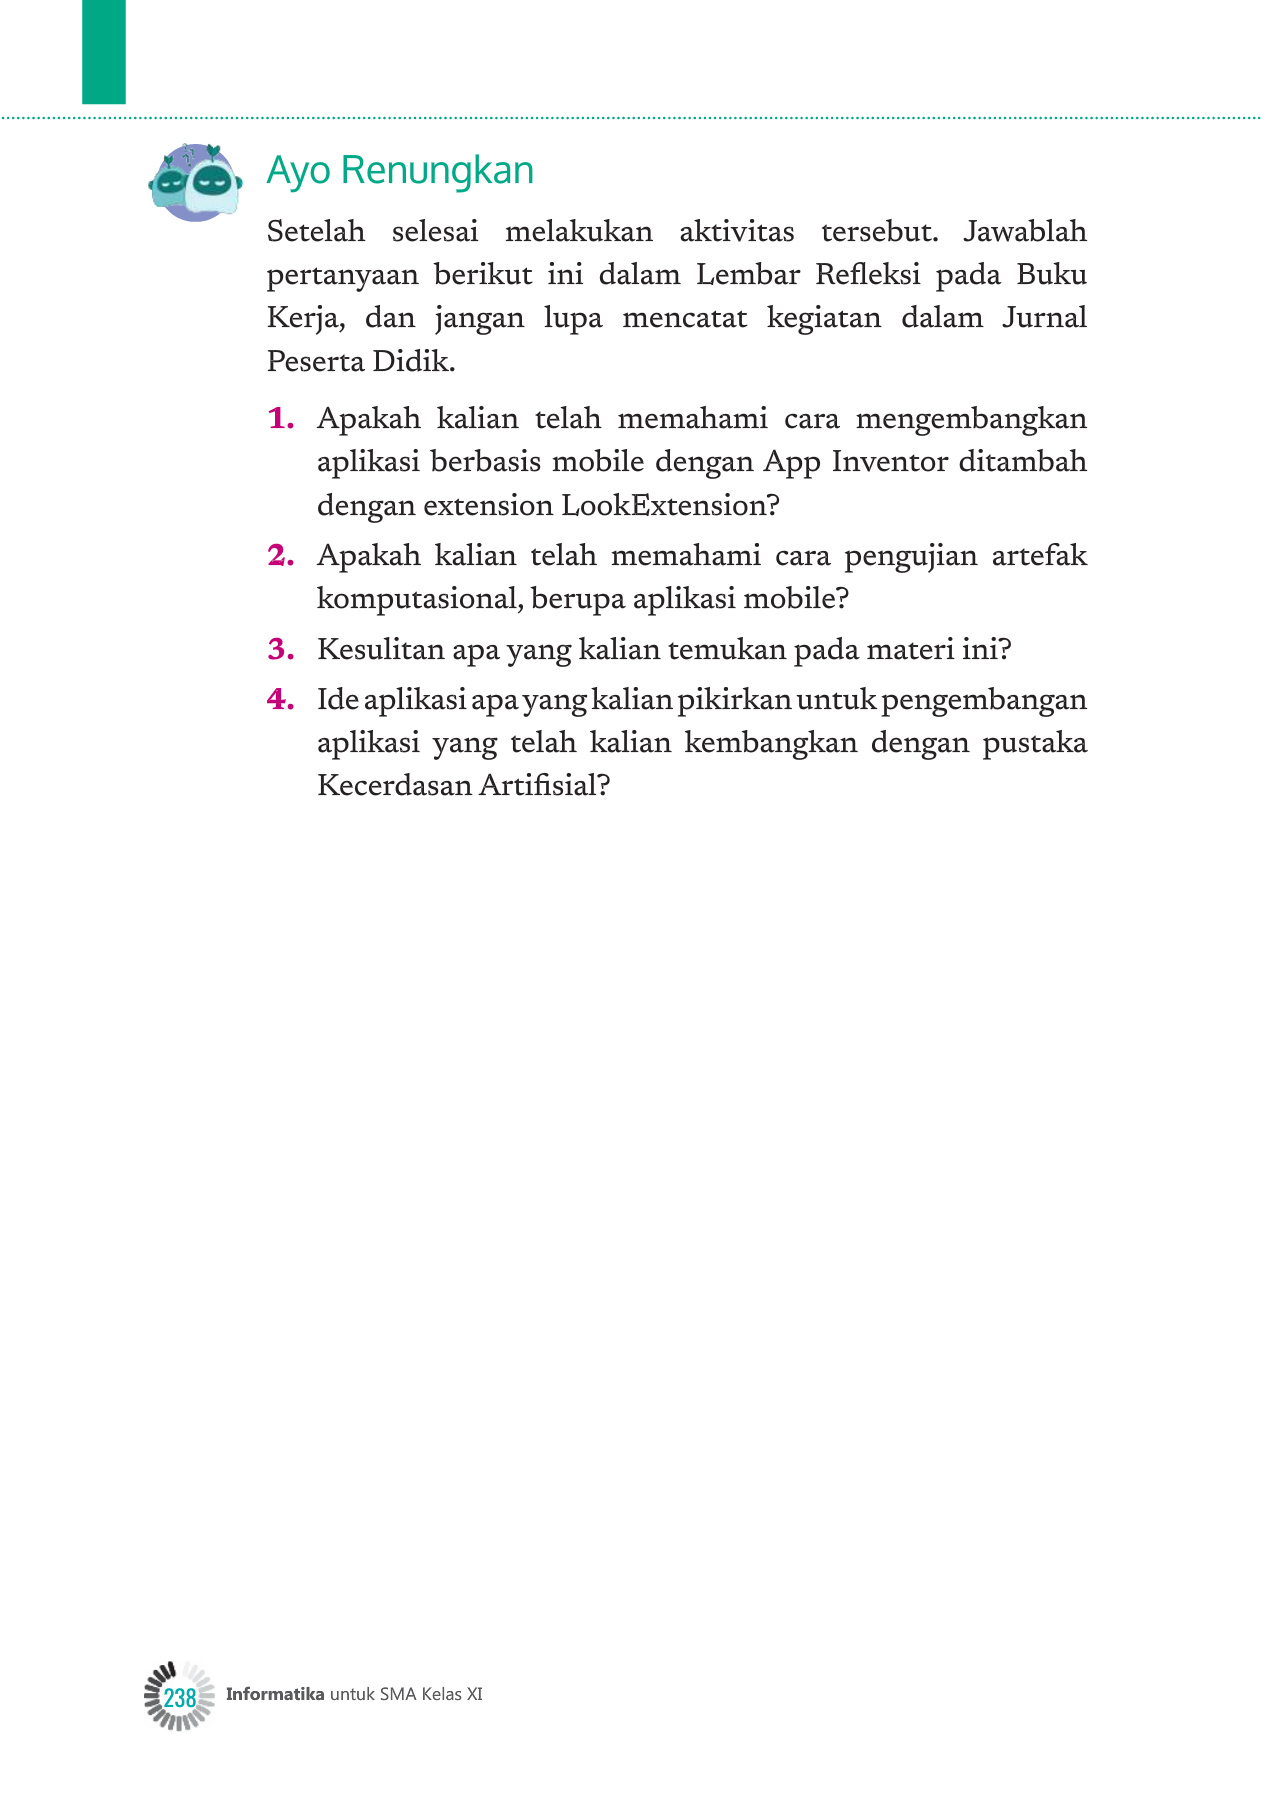 Ayo Renungkan
Setelah selesai melakukan aktivitas tersebut. Jawablah
pertanyaan berikut ini dalam Lembar Refleksi pada Buku
Kerja, dan jangan lupa mencatat kegiatan dalam Jurnal
Peserta Didik.
1. Apakah kalian telah memahami cara mengembangkan
aplikasi berbasis mobile dengan App Inventor ditambah
dengan extension LookExtension?
2. Apakah kalian telah memahami cara pengujian artefak
komputasional, berupa aplikasi mobile?
3. Kesulitan apa yang kalian temukan pada materi ini?
4. Ide aplikasi apa yang kalian pikirkan untuk pengembangan
aplikasi yang telah kalian kembangkan dengan pustaka
Kecerdasan Artifisial?
238 Informatika untuk SMA Kelas XI